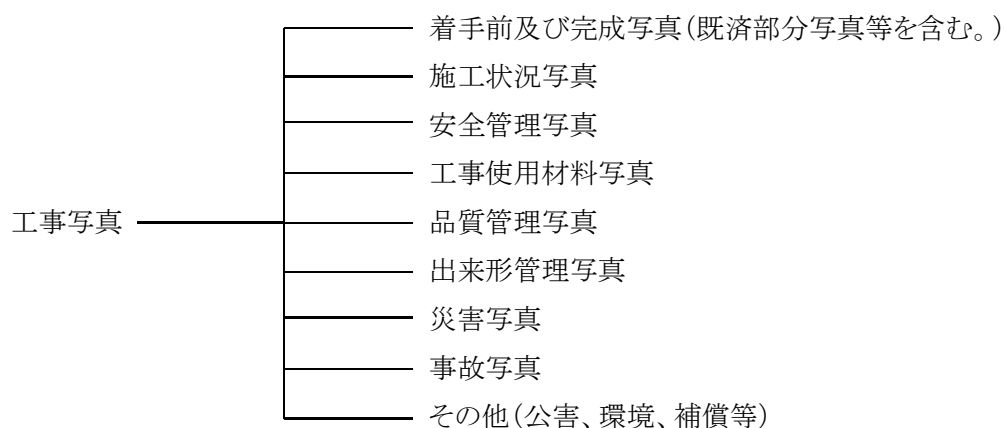 着手前及び完成写真(既済部分写真等を含む。)
施工状況写真
安全管理写真
工事使用材料写真
工事写真
品質管理写真
出来形管理写真
災害写真
事故写真
その他(公害、環境、補償等)